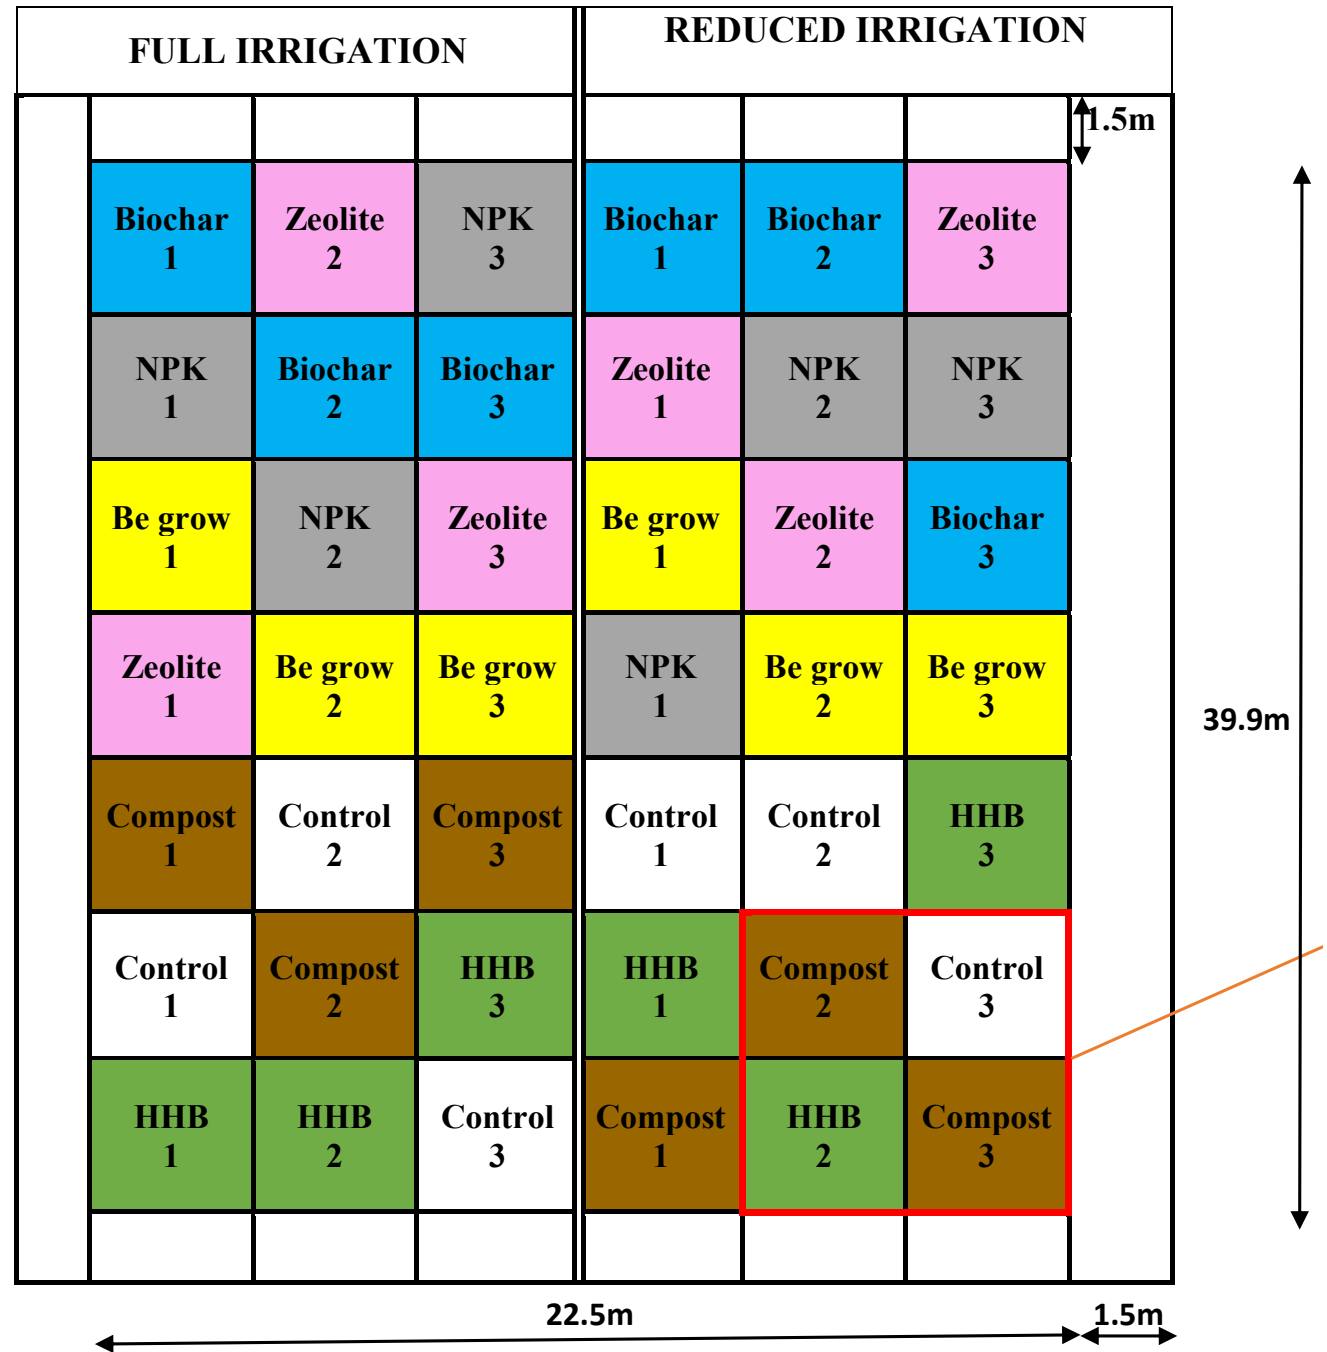 FULL IRRIGATION
REDUCED IRRIGATION
1.5m
Biochar
1
Zeolite
2
NPK
3
Biochar
1
Biochar
2
Zeolite
3
NPK
1
Biochar
2
Biochar
3
Zeolite
1
NPK
2
NPK
3
Be grow
1
NPK
2
Zeolite
3
Be grow
1
Zeolite
2
Biochar
3
Zeolite
1
Be grow
2
Be grow
3
NPK
1
Be grow
2
Be grow
3
39.9m
Compost
1
Control
2
Compost
3
Control
1
Control
2
HHB
3
Control
1
Compost
2
HHB
3
HHB
1
Compost
2
Control
3
HHB
1
HHB
2
Control
3
Compost
1
HHB
2
Compost
3
22.5m
1.5m